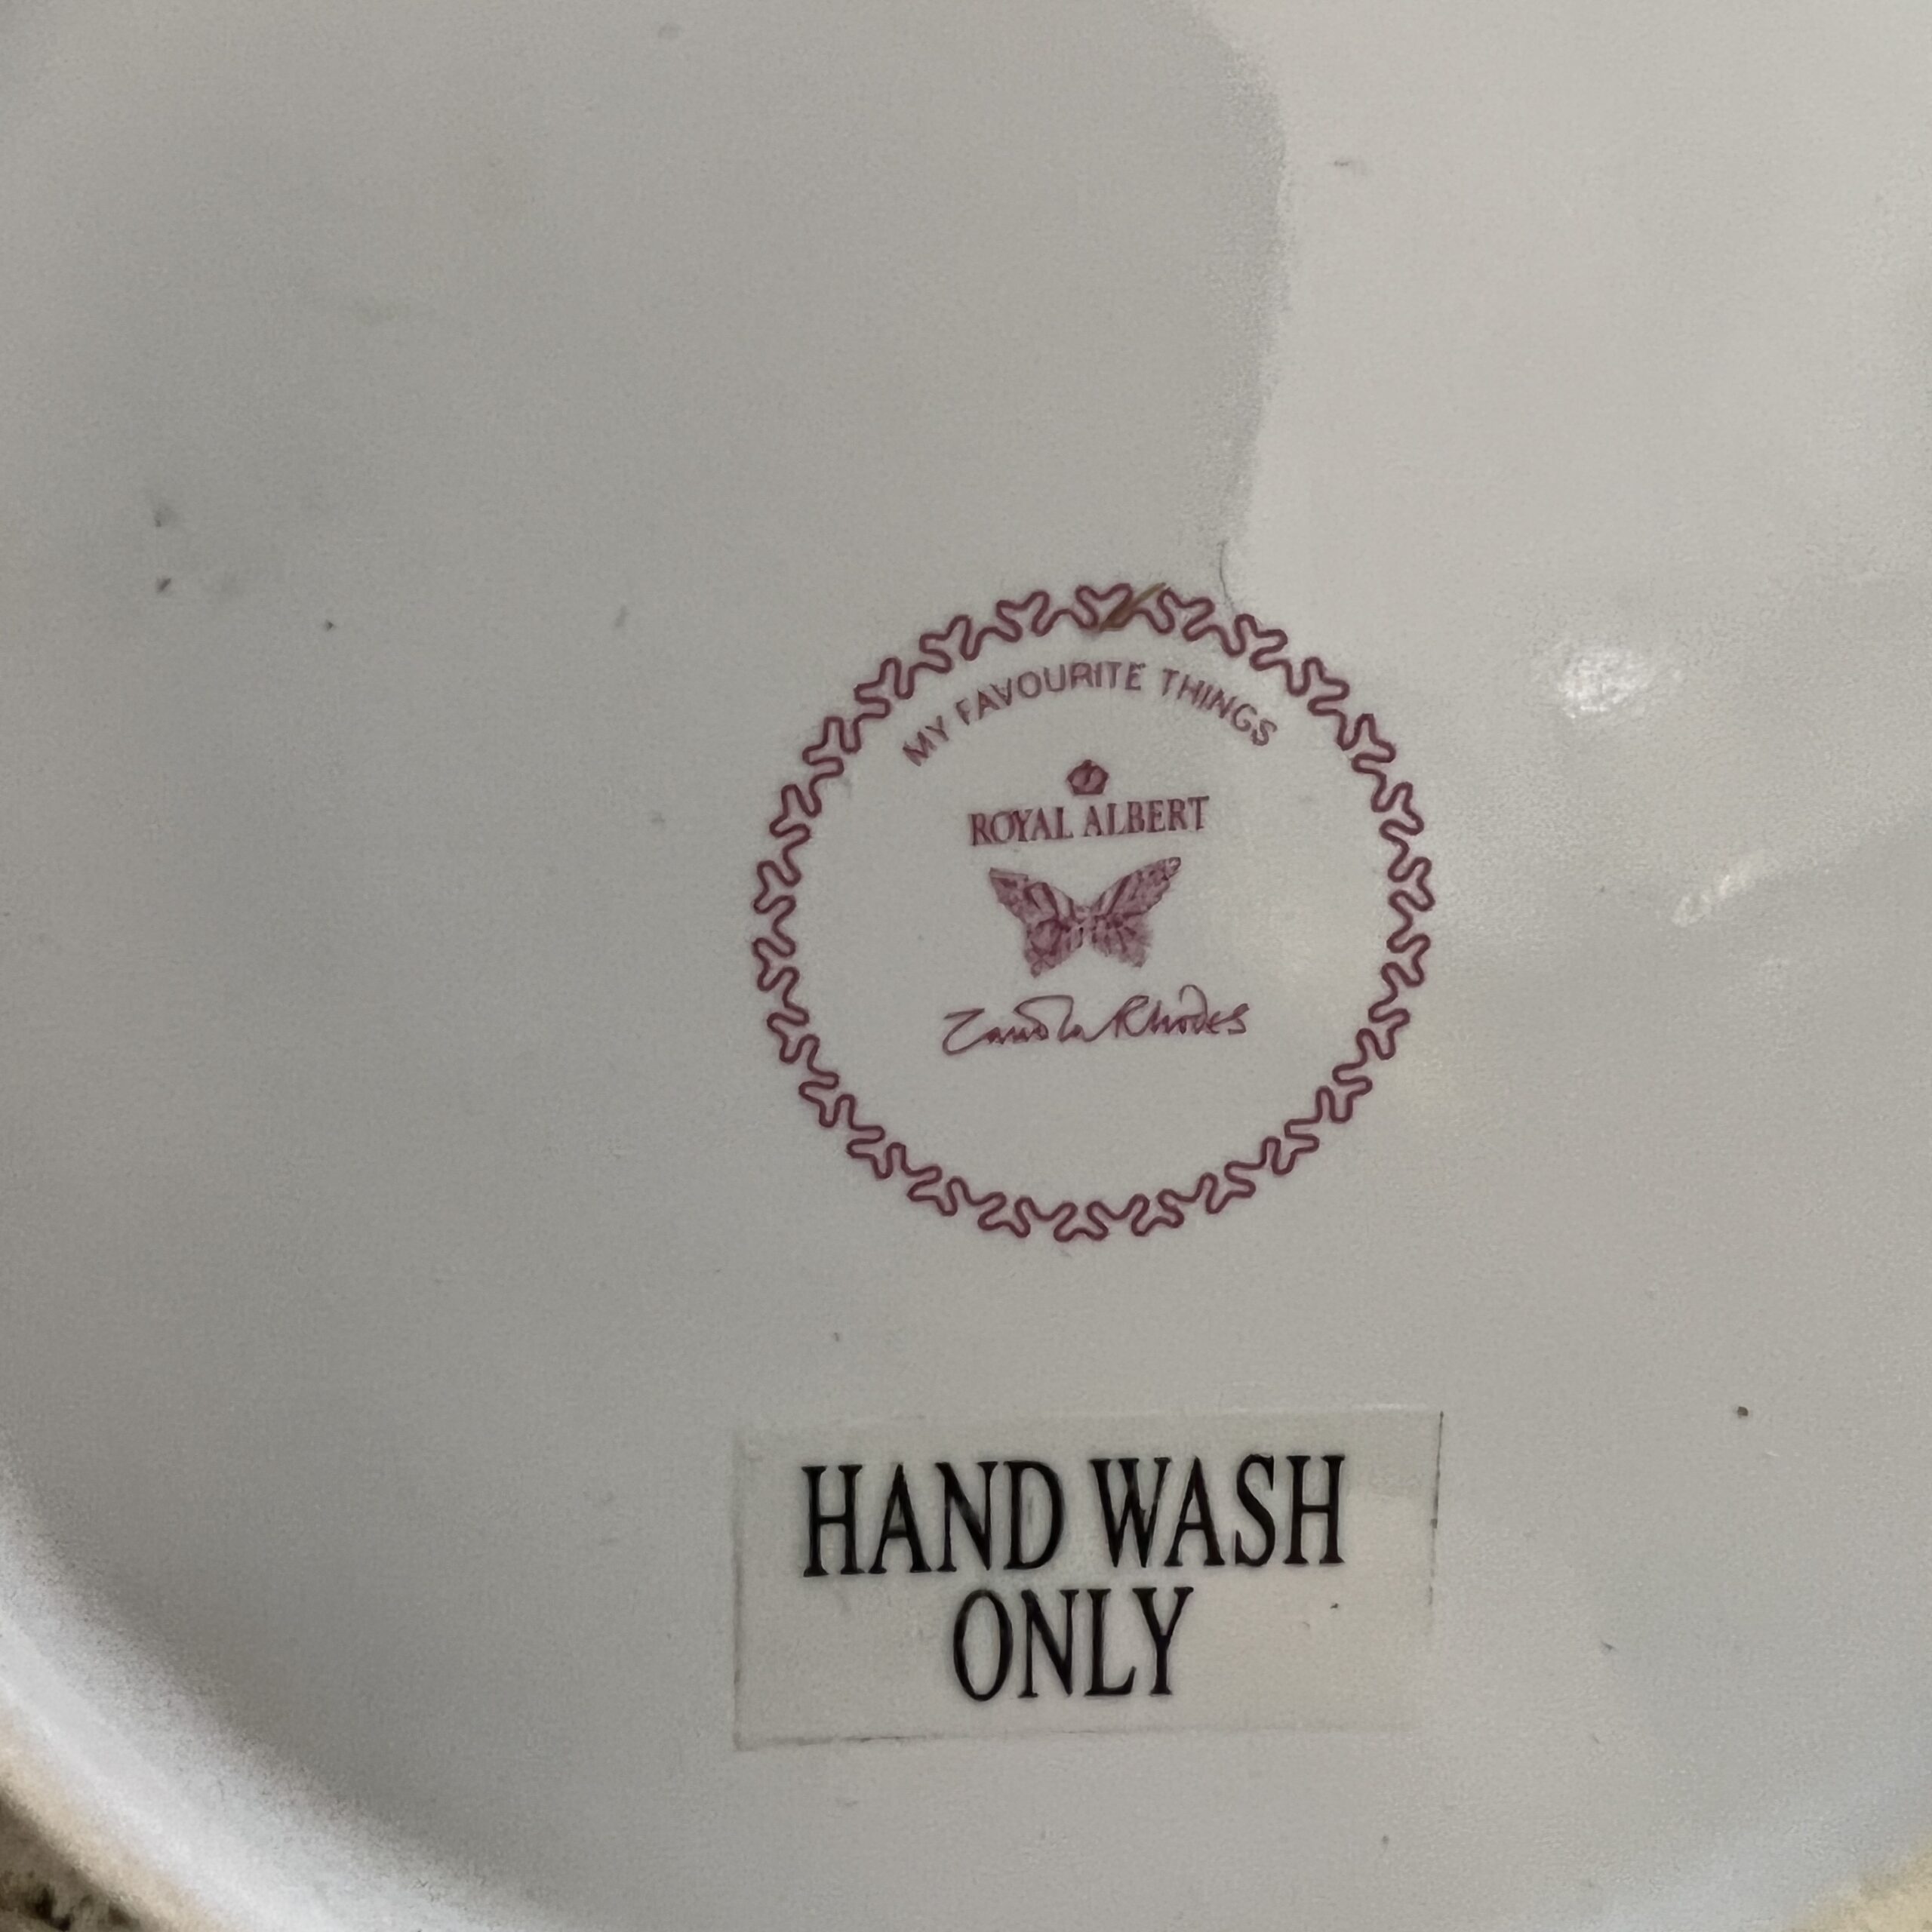 MY FAVOURITE THINGS
ROYAL ALBERT
Zandra Rhodes
HAND WASH
ONLY